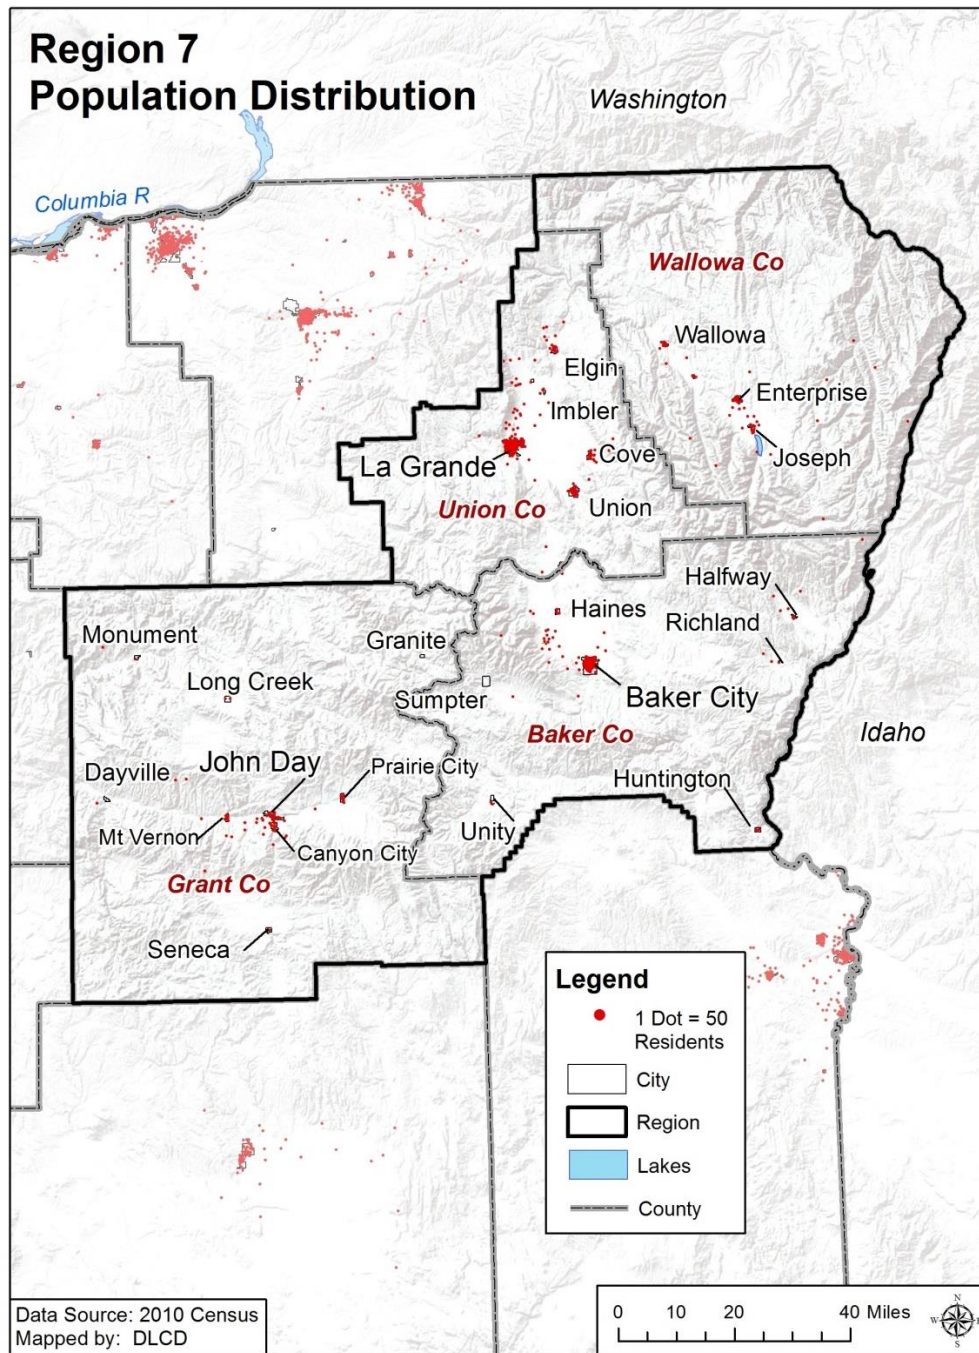 Region 7
Population Distribution
Washington
Columbia R
Wallowa Co
Wallowa
Elgin
Enterprise
Imbler
La Grande
Cove
Joseph
Union Co
Union
Halfway
Haines
Richland
Monument
Granite
Long Creek
Sumpter
Baker City
Baker Co
Idaho
John Day
Prairie City
Dayville
Huntington
Mt Vernon
Unity
Canyon City
Grant Co
Seneca
Legend
1 Dot = 50
Residents
City
Region
Lakes
County
Data Source: 2010 Census
Mapped by: DLCD
0 10 20 40 Miles
N
W E
S